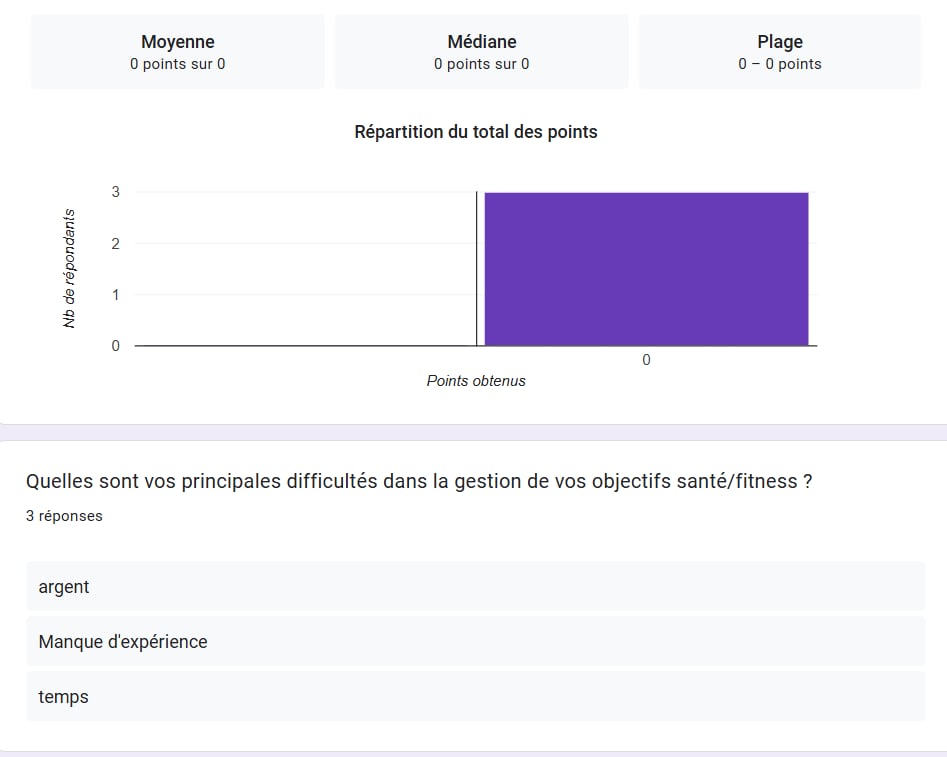 Moyenne
0 points sur 0
Médiane
0 points sur 0
Plage
0 – 0 points
Répartition du total des points
Nb de répondants
3
2
1
0
0
Points obtenus
Quelles sont vos principales difficultés dans la gestion de vos objectifs santé/fitness ?
3 réponses
argent
Manque d'expérience
temps